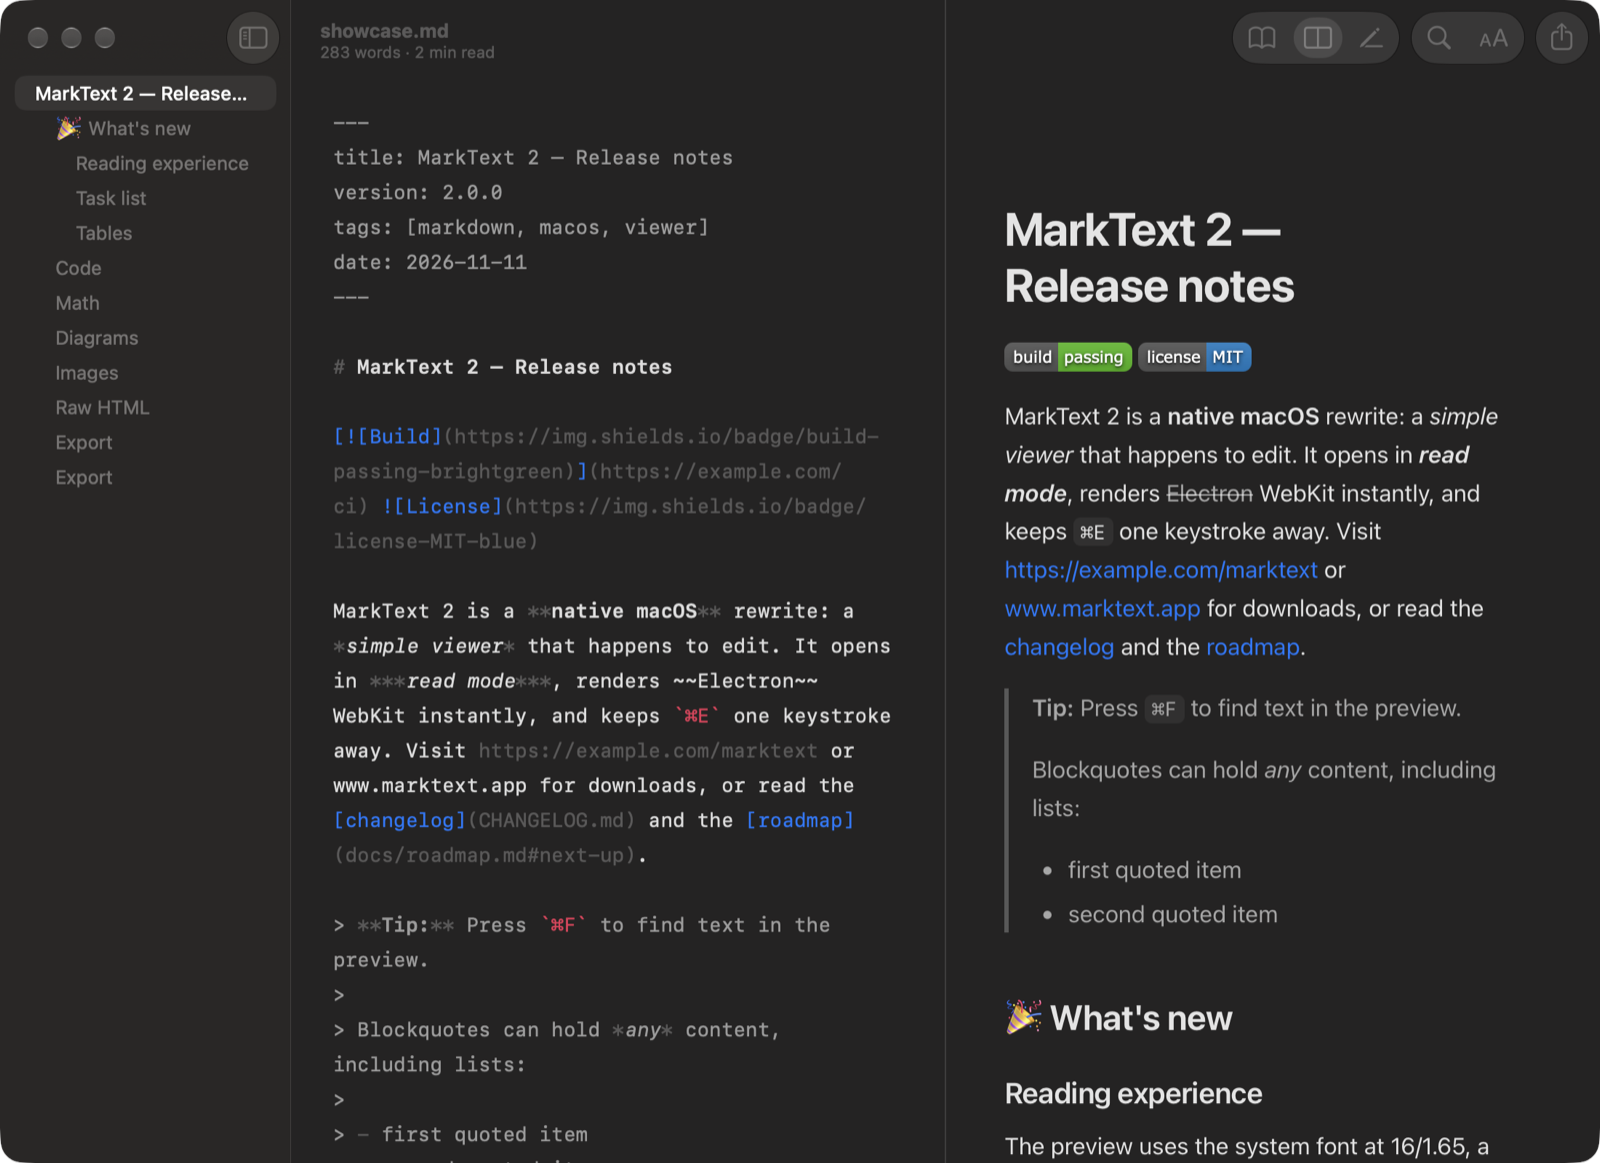 showcase.md
283 words · 2 min read
AA
MarkText 2 — Release...
🎉 What's new
Reading experience
Task list
Tables
Code
Math
Diagrams
Images
Raw HTML
Export
Export
---
title: MarkText 2 — Release notes
version: 2.0.0
tags: [markdown, macos, viewer]
date: 2026-11-11
---
# MarkText 2 — Release notes
[![Build](https://img.shields.io/badge/build-
passing-brightgreen)](https://example.com/
ci) ![License](https://img.shields.io/badge/
license-MIT-blue)
MarkText 2 is a **native macOS** rewrite: a
*simple viewer* that happens to edit. It opens
in ***read mode***, renders ~~Electron~~
WebKit instantly, and keeps `⌘E` one keystroke
away. Visit https://example.com/marktext or
www.marktext.app for downloads, or read the
[changelog](CHANGELOG.md) and the [roadmap]
(docs/roadmap.md#next-up).
> **Tip:** Press `⌘F` to find text in the
preview.
>
> Blockquotes can hold *any* content,
including lists:
>
> - first quoted item
MarkText 2 —
Release notes
build passing license MIT
MarkText 2 is a native macOS rewrite: a simple
viewer that happens to edit. It opens in read
mode, renders Electron WebKit instantly, and
keeps ⌘E one keystroke away. Visit
https://example.com/marktext or
www.marktext.app for downloads, or read the
changelog and the roadmap.
Tip: Press ⌘F to find text in the preview.
Blockquotes can hold any content, including
lists:
• first quoted item
• second quoted item
🎉 What's new
Reading experience
The preview uses the system font at 16/1.65, a